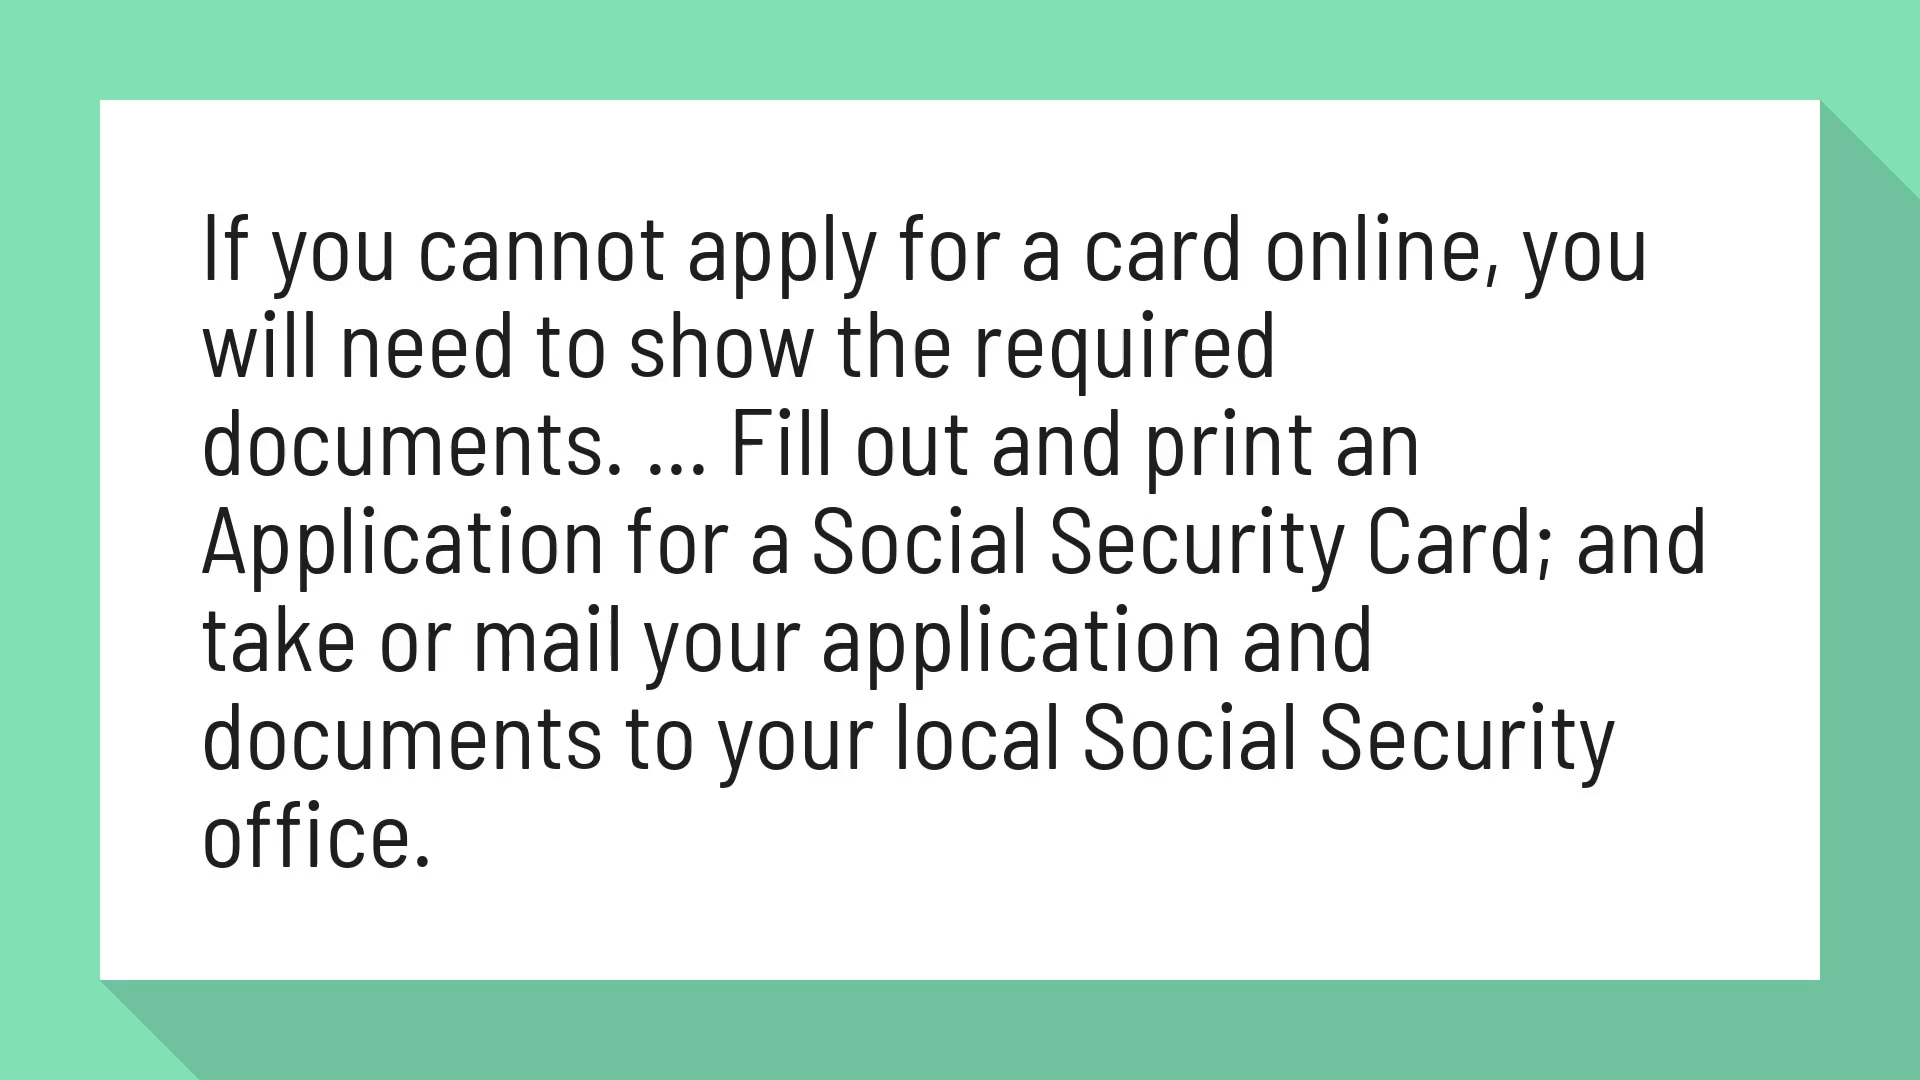 If you cannot apply for a card online, you
will need to show the required
documents. ... Fill out and print an
Application for a Social Security Card; and
take or mail your application and
documents to your local Social Security
office.